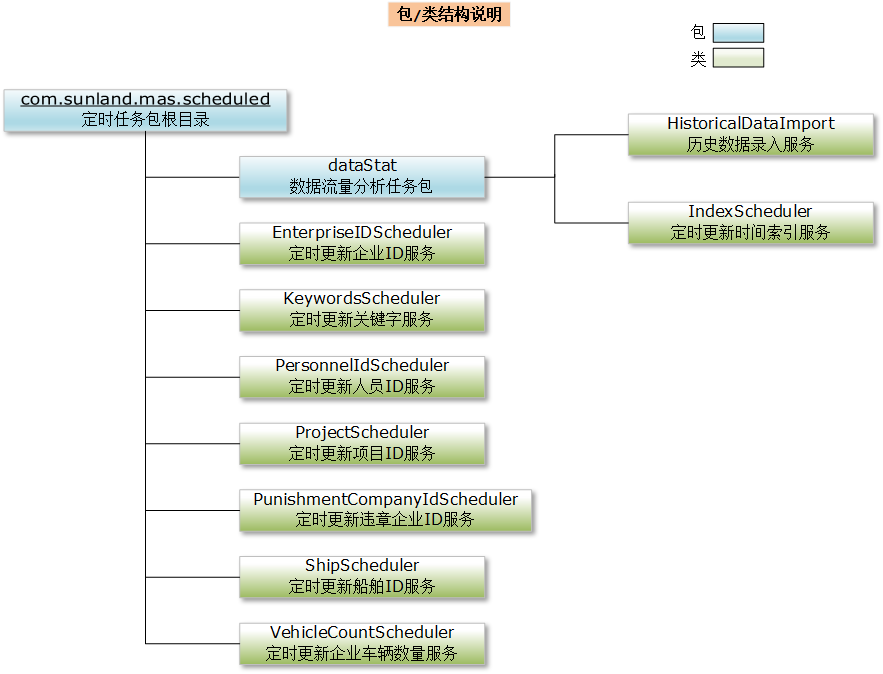 包/类结构说明
包
类
com.sunland.mas.scheduled
定时任务包根目录
dataStat
数据流量分析任务包
HistoricalDataImport
历史数据录入服务
IndexScheduler
定时更新时间索引服务
EnterpriseIDScheduler
定时更新企业ID服务
KeywordsScheduler
定时更新关键字服务
PersonnelIdScheduler
定时更新人员ID服务
ProjectScheduler
定时更新项目ID服务
PunishmentCompanyIdScheduler
定时更新违章企业ID服务
ShipScheduler
定时更新船舶ID服务
VehicleCountScheduler
定时更新企业车辆数量服务